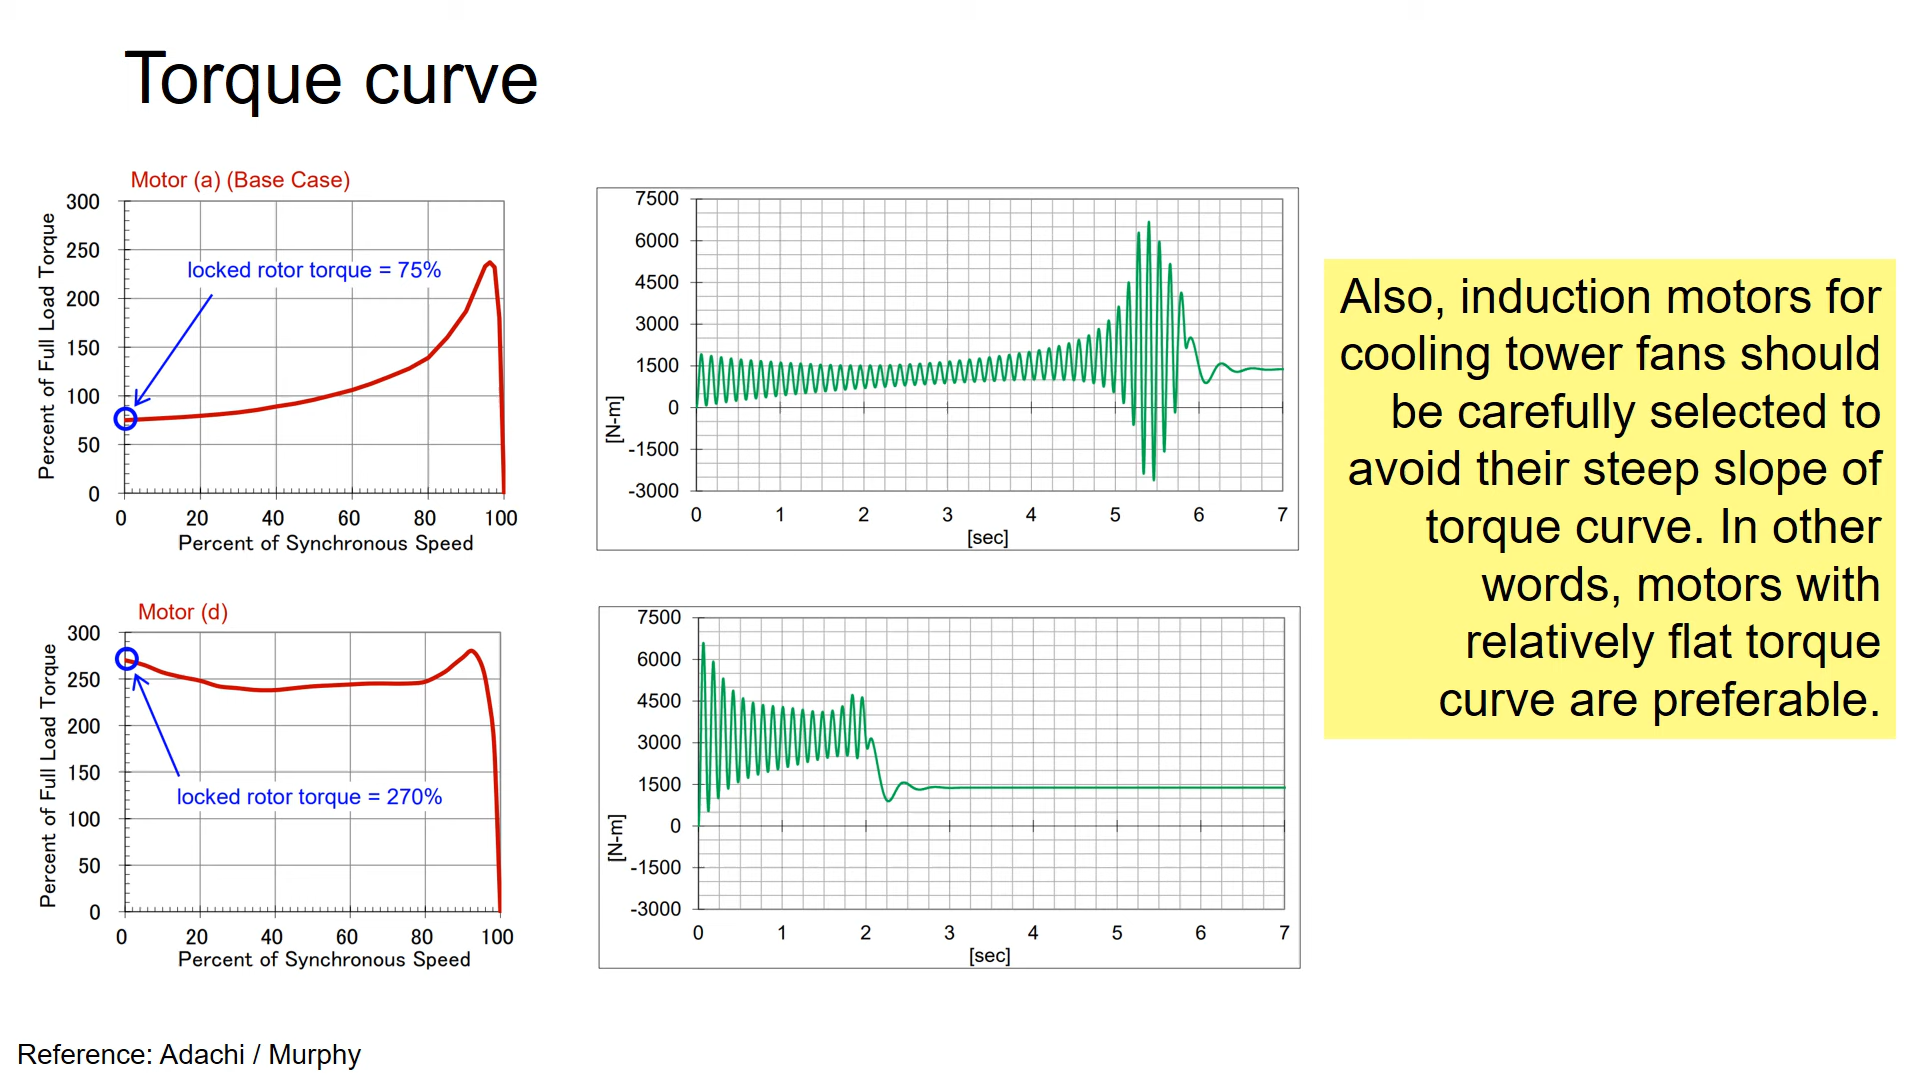 Torque curve
Motor (a) (Base Case)
Percent of Full Load Torque
300
250
200
150
100
50
0
locked rotor torque = 75%
0 20 40 60 80 100
Percent of Synchronous Speed
[N-m]
7500
6000
4500
3000
1500
0
-1500
-3000
0 1 2 3 4 5 6 7
[sec]
Motor (d)
Percent of Full Load Torque
300
250
200
150
100
50
0
locked rotor torque = 270%
0 20 40 60 80 100
Percent of Synchronous Speed
[N-m]
7500
6000
4500
3000
1500
0
-1500
-3000
0 1 2 3 4 5 6 7
[sec]
Also, induction motors for
cooling tower fans should
be carefully selected to
avoid their steep slope of
torque curve. In other
words, motors with
relatively flat torque
curve are preferable.
Reference: Adachi / Murphy